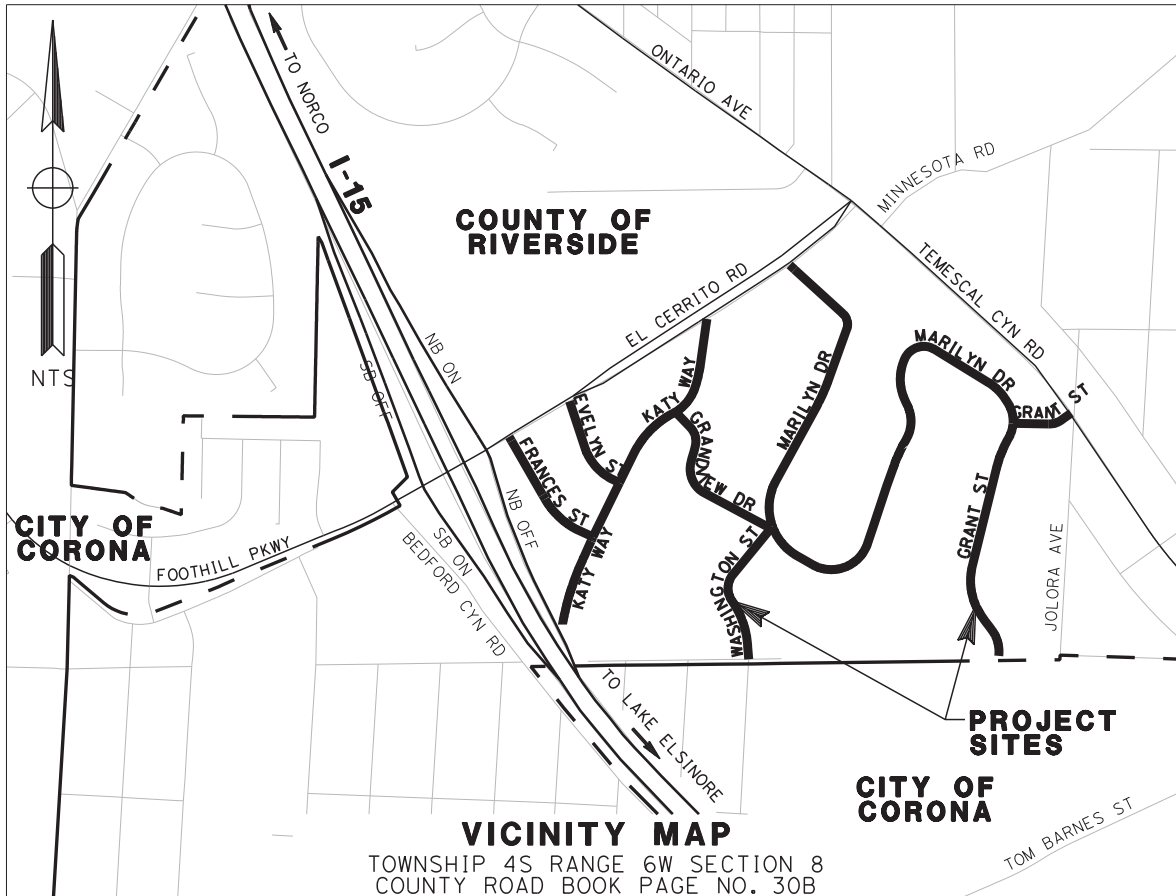 ONTARIO AVE
TO NORCO
I-15
MINNESOTA RD
COUNTY OF
RIVERSIDE
TEMESCAL CYN RD
EL CERRITO RD
NTS
NB ON
SB OFF
MARILYN DR
MARILYN DR
KATY WAY
GRANT ST
EVELYN ST
GRANDVIEW DR
FRANCES ST
GRANT ST
NB OFF
CITY OF
CORONA
FOOTHILL PKWY
SB ON
BEDFORD CYN RD
KATY WAY
WASHINGTON ST
JOLORA AVE
TO LAKE ELSINORE
PROJECT
SITES
CITY OF
CORONA
TOM BARNES ST
VICINITY MAP
TOWNSHIP 4S RANGE 6W SECTION 8
COUNTY ROAD BOOK PAGE NO. 30B